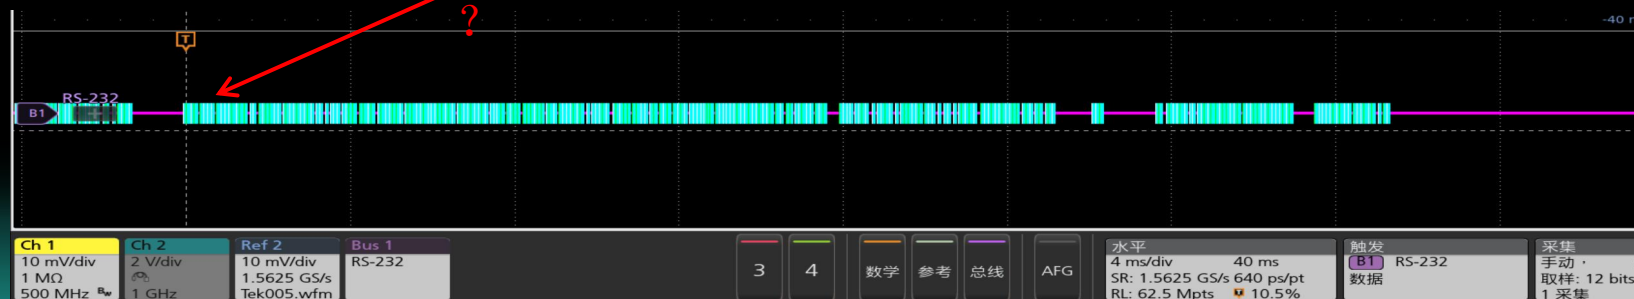 ?
-40 m
T
RS-232
B1
Ch 1
10 mV/div
1 MΩ
500 MHz Bw
Ch 2
2 V/div
1 GHz
Ref 2
10 mV/div
1.5625 GS/s
Tek005.wfm
Bus 1
RS-232
3
4
数学
参考
总线
AFG
水平
4 ms/div 40 ms
SR: 1.5625 GS/s 640 ps/pt
RL: 62.5 Mpts 10.5%
触发
B1 RS-232
数据
采集
手动 ·
取样: 12 bits
1 采集